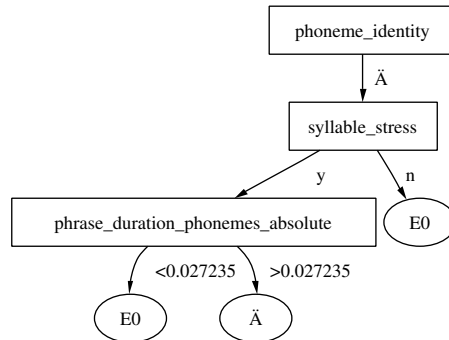 phoneme_identity
Ä
syllable_stress
y
n
phrase_duration_phonemes_absolute
E0
<0.027235
>0.027235
E0
Ä